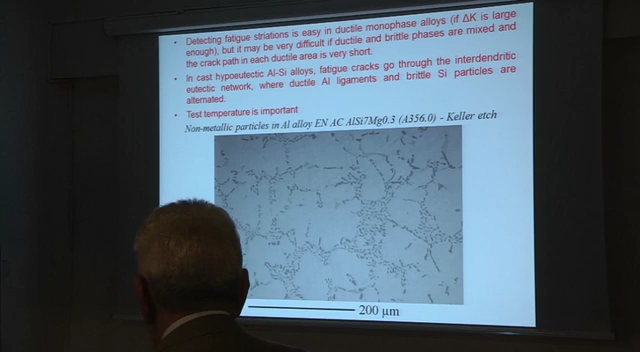 • Detecting fatigue striations is easy in ductile monophase alloys (if ΔK is large
enough), but it may be very difficult if ductile and brittle phases are mixed and
the crack path in each ductile area is very short.
• In cast hypoeutectic Al-Si alloys, fatigue cracks go through the interdendritic
eutectic network, where ductile Al ligaments and brittle Si particles are
alternated.
• Test temperature is important
Non-metallic particles in Al alloy EN AC AlSi7Mg0.3 (A356.0) - Keller etch
200 µm